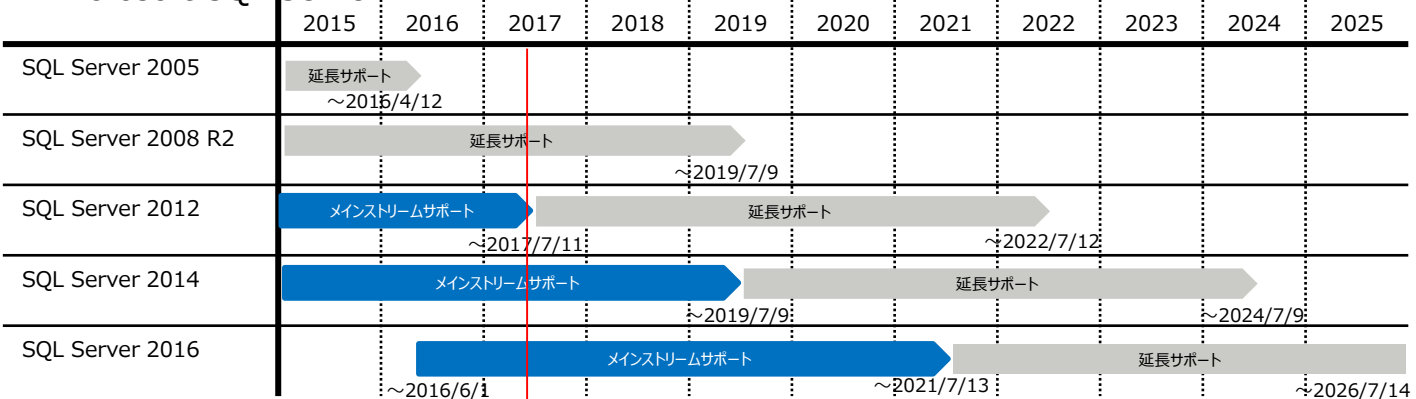 2015 2016 2017 2018 2019 2020 2021 2022 2023 2024 2025
SQL Server 2005
延長サポート
～2016/4/12
SQL Server 2008 R2
延長サポート
～2019/7/9
SQL Server 2012
メインストリームサポート
延長サポート
～2017/7/11
～2022/7/12
SQL Server 2014
メインストリームサポート
延長サポート
～2019/7/9
～2024/7/9
SQL Server 2016
メインストリームサポート
延長サポート
～2016/6/1
～2021/7/13
～2026/7/14